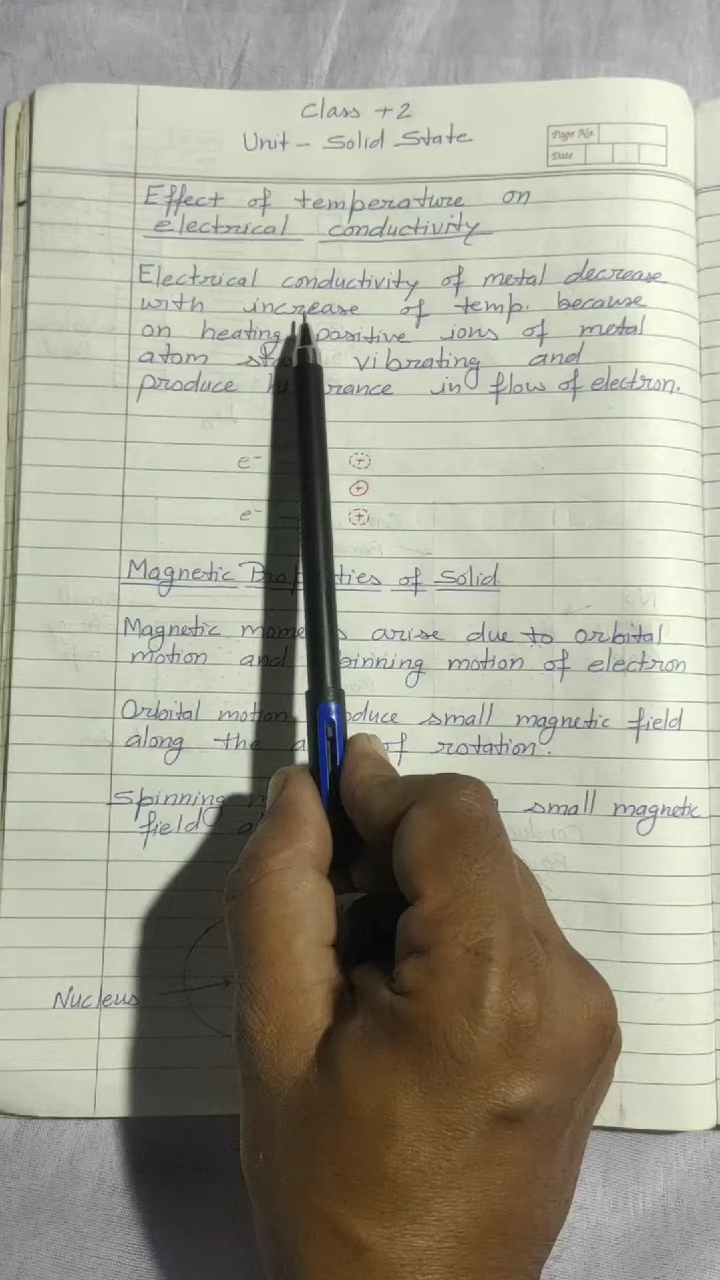 Class +2
Unit - Solid State
Page No.
Date
Effect of temperature on
electrical conductivity
Electrical conductivity of metal decrease
with increase of temp. because
on heating positive ions of metal
atom vibrating and
produce in flow of electron.
e⁻ (+)
(+)
e⁻ (+)
Magnetic of Solid
Magnetic arise due to orbital
motion and spinning motion of electron
Orbital motion small magnetic field
along the of rotation.
Spinning small magnetic
field
Nucleus